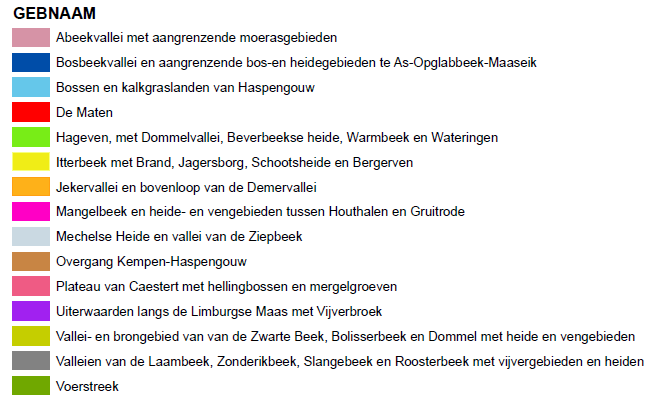 GEBNAAM
Abeekvallei met aangrenzende moerasgebieden
Bosbeekvallei en aangrenzende bos-en heidegebieden te As-Opglabbeek-Maaseik
Bossen en kalkgraslanden van Haspengouw
De Maten
Hageven, met Dommelvallei, Beverbeekse heide, Warmbeek en Wateringen
Itterbeek met Brand, Jagersborg, Schootsheide en Bergerven
Jekervallei en bovenloop van de Demervallei
Mangelbeek en heide- en vengebieden tussen Houthalen en Gruitrode
Mechelse Heide en vallei van de Ziepbeek
Overgang Kempen-Haspengouw
Plateau van Caestert met hellingbossen en mergelgroeven
Uiterwaarden langs de Limburgse Maas met Vijverbroek
Vallei- en brongebied van van de Zwarte Beek, Bolisserbeek en Dommel met heide en vengebieden
Valleien van de Laambeek, Zonderikbeek, Slangebeek en Roosterbeek met vijvergebieden en heiden
Voerstreek